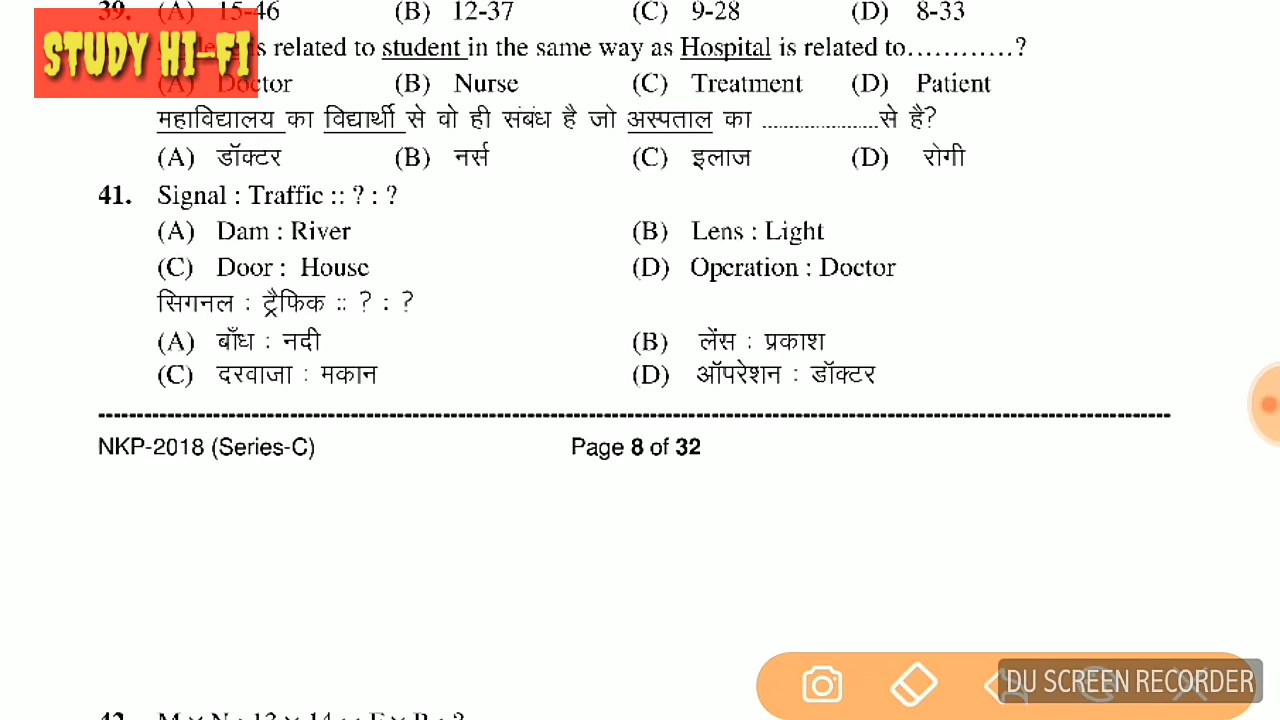 39. (A) 15-46 (B) 12-37 (C) 9-28 (D) 8-33
STUDY HI-FI
is related to student in the same way as Hospital is related to…………?
(A) Doctor (B) Nurse (C) Treatment (D) Patient
महाविद्यालय का विद्यार्थी से वो ही संबंध है जो अस्पताल का .....................से है?
(A) डॉक्टर (B) नर्स (C) इलाज (D) रोगी
41. Signal : Traffic :: ? : ?
(A) Dam : River (B) Lens : Light
(C) Door : House (D) Operation : Doctor
सिगनल : ट्रैफिक :: ? : ?
(A) बाँध : नदी (B) लेंस : प्रकाश
(C) दरवाजा : मकान (D) ऑपरेशन : डॉक्टर
NKP-2018 (Series-C) Page 8 of 32
DU SCREEN RECORDER